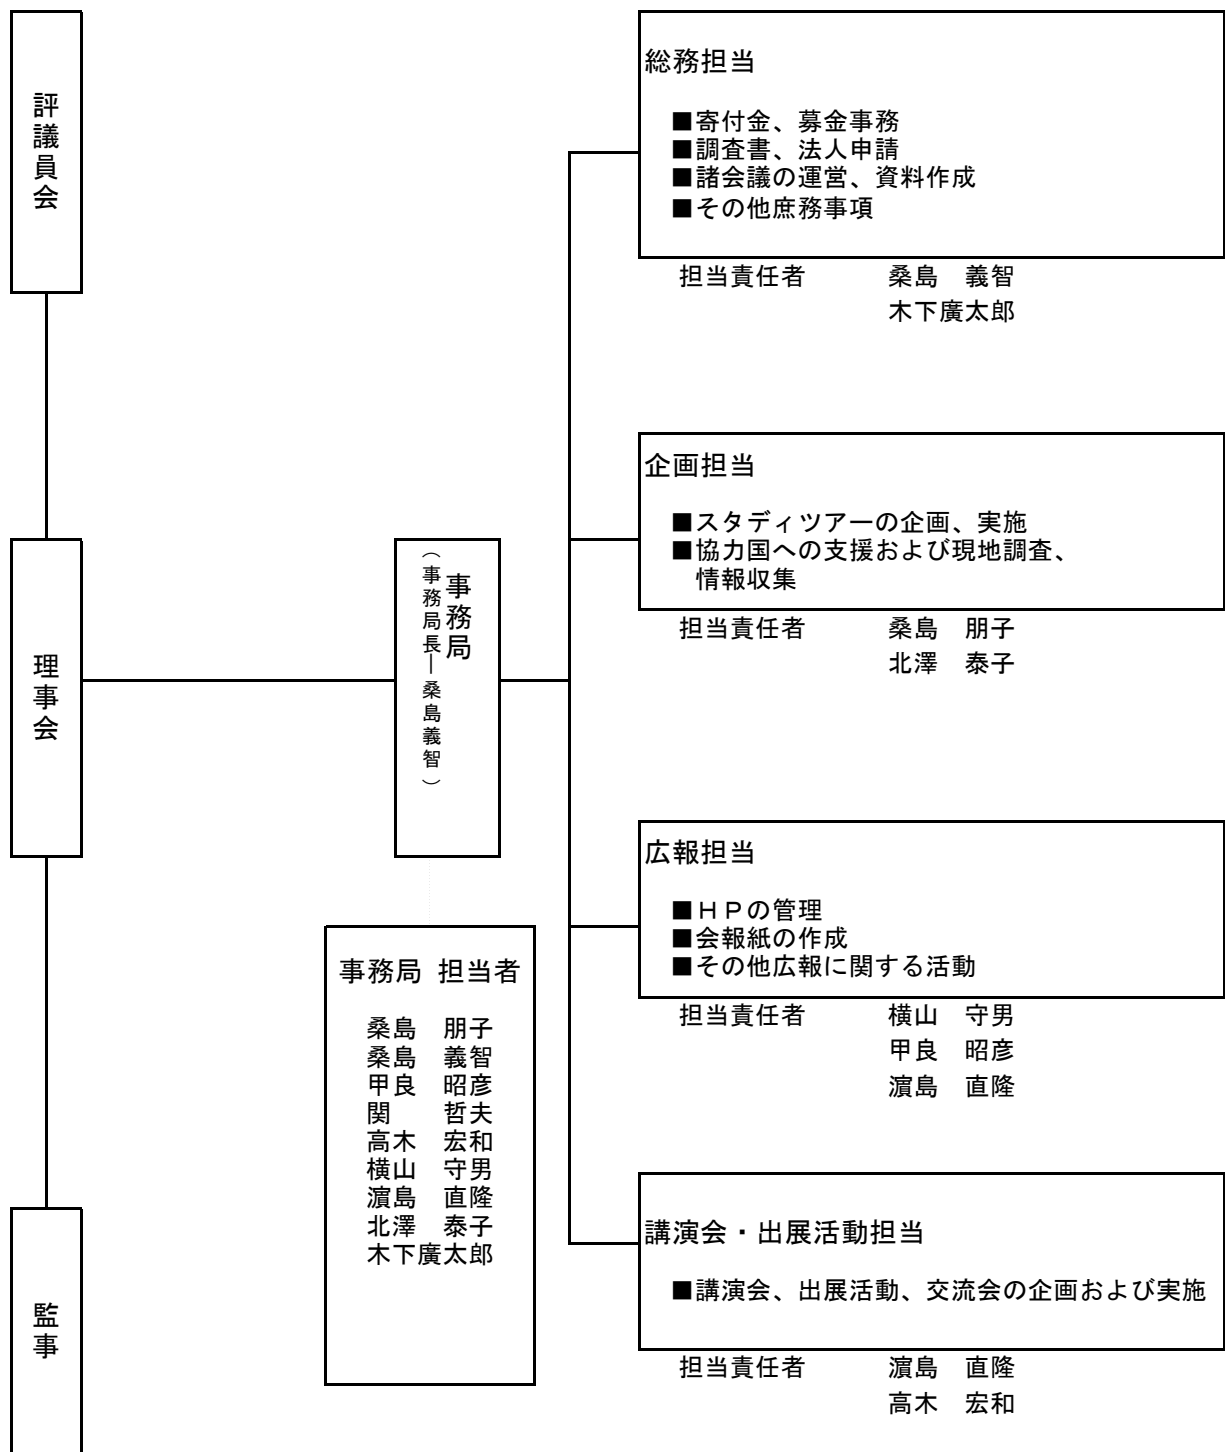 評議員会
理事会
監事
事務局
（事務局長―桑島義智）
事務局 担当者
桑島　朋子
桑島　義智
甲良　昭彦
関　　哲夫
高木　宏和
横山　守男
濵島　直隆
北澤　泰子
木下廣太郎
総務担当
■寄付金、募金事務
■調査書、法人申請
■諸会議の運営、資料作成
■その他庶務事項
担当責任者　　　桑島　義智
木下廣太郎
企画担当
■スタディツアーの企画、実施
■協力国への支援および現地調査、
情報収集
担当責任者　　　桑島　朋子
北澤　泰子
広報担当
■ＨＰの管理
■会報紙の作成
■その他広報に関する活動
担当責任者　　　横山　守男
甲良　昭彦
濵島　直隆
講演会・出展活動担当
■講演会、出展活動、交流会の企画および実施
担当責任者　　　濵島　直隆
高木　宏和